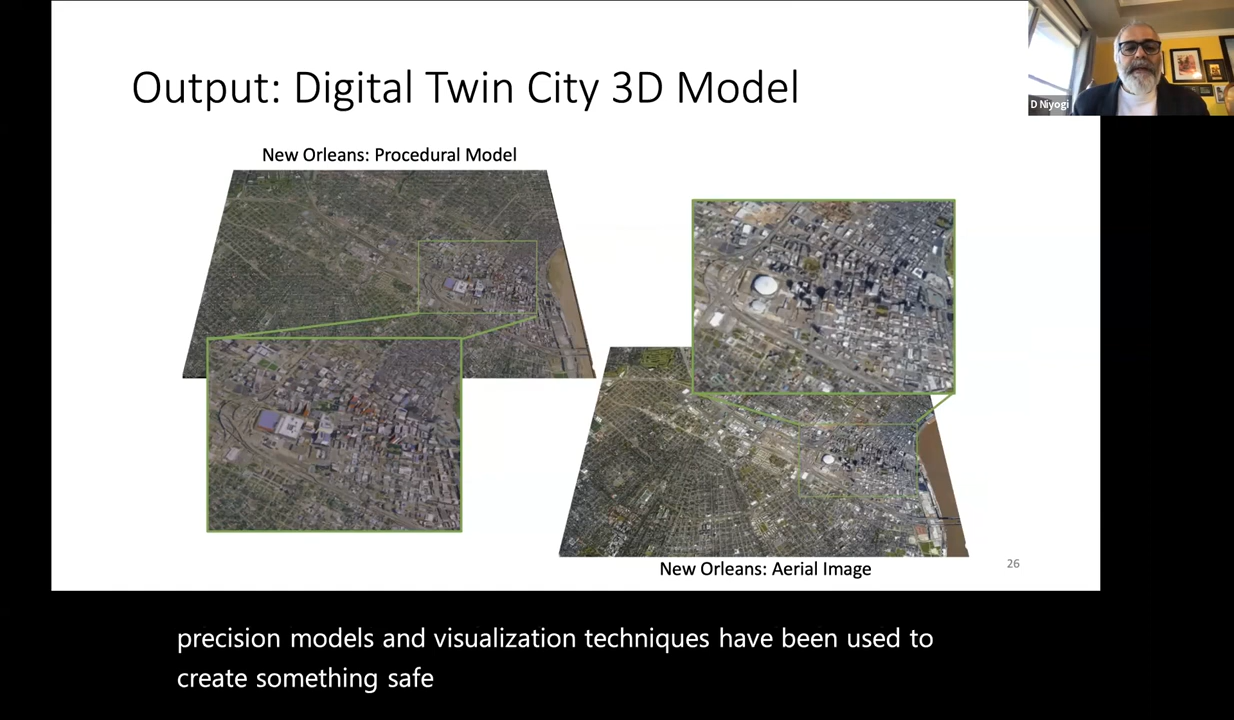 Output: Digital Twin City 3D Model
D Niyogi
New Orleans: Procedural Model
New Orleans: Aerial Image
26
precision models and visualization techniques have been used to
create something safe